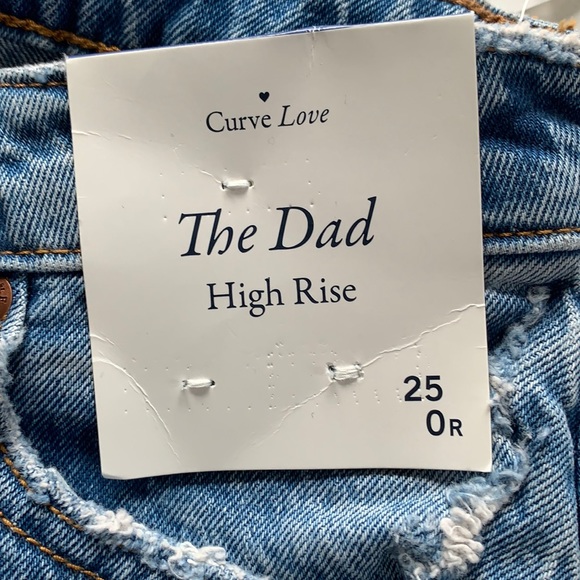 Curve Love
The Dad
High Rise
25
0R